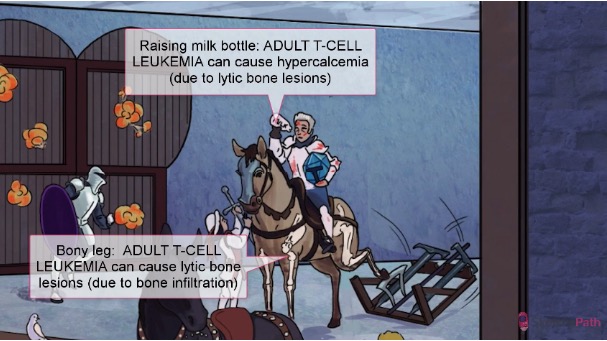 Raising milk bottle: ADULT T-CELL
LEUKEMIA can cause hypercalcemia
(due to lytic bone lesions)
Bony leg:  ADULT T-CELL
LEUKEMIA can cause lytic bone
lesions (due to bone infiltration)
Path